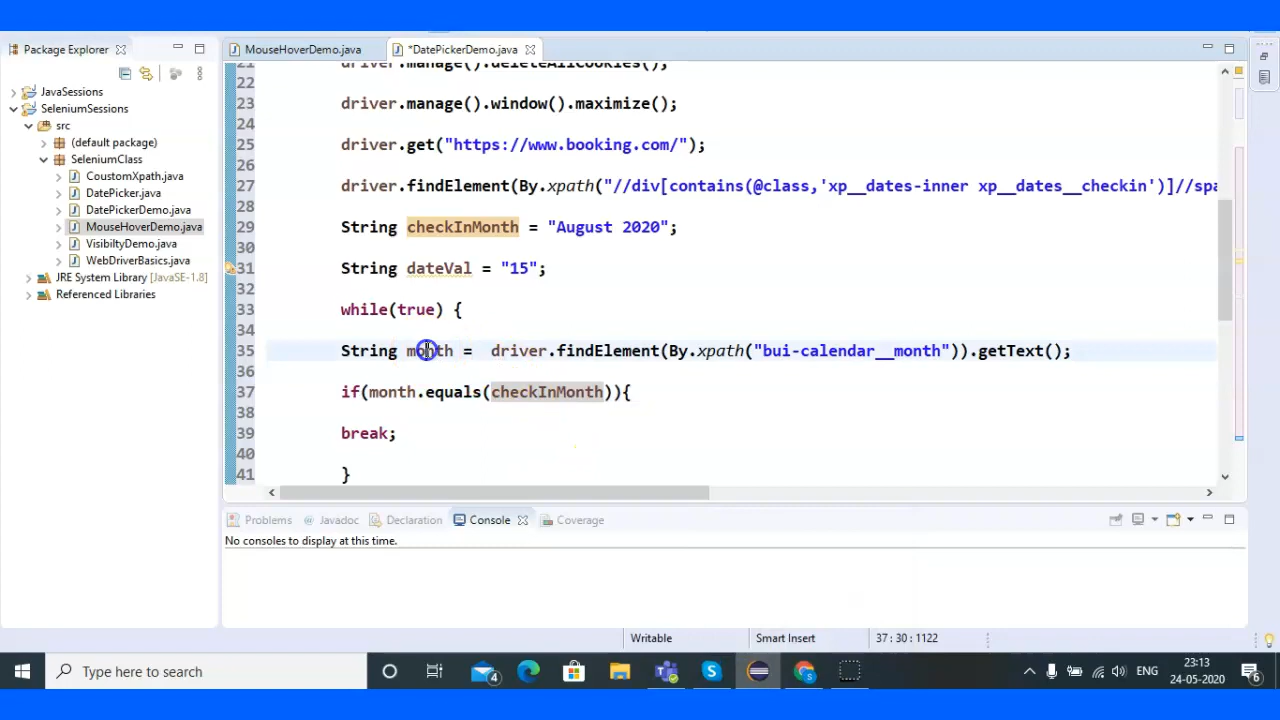 Package Explorer
MouseHoverDemo.java
*DatePickerDemo.java
JavaSessions
SeleniumSessions
src
(default package)
SeleniumClass
CoustomXpath.java
DatePicker.java
DatePickerDemo.java
MouseHoverDemo.java
VisibiltyDemo.java
WebDriverBasics.java
JRE System Library [JavaSE-1.8]
Referenced Libraries
21 driver.manage().deleteAllCookies();
22
23 driver.manage().window().maximize();
24
25 driver.get("https://www.booking.com/");
26
27 driver.findElement(By.xpath("//div[contains(@class,'xp__dates-inner xp__dates__checkin')]//spa
28
29 String checkInMonth = "August 2020";
30
31 String dateVal = "15";
32
33 while(true) {
34
35 String month =  driver.findElement(By.xpath("bui-calendar__month")).getText();
36
37 if(month.equals(checkInMonth)){
38
39 break;
40
41 }
Problems @ Javadoc Declaration Console Coverage
No consoles to display at this time.
Writable Smart Insert 37 : 30 : 1122
Type here to search
4
ENG
23:13
24-05-2020
6